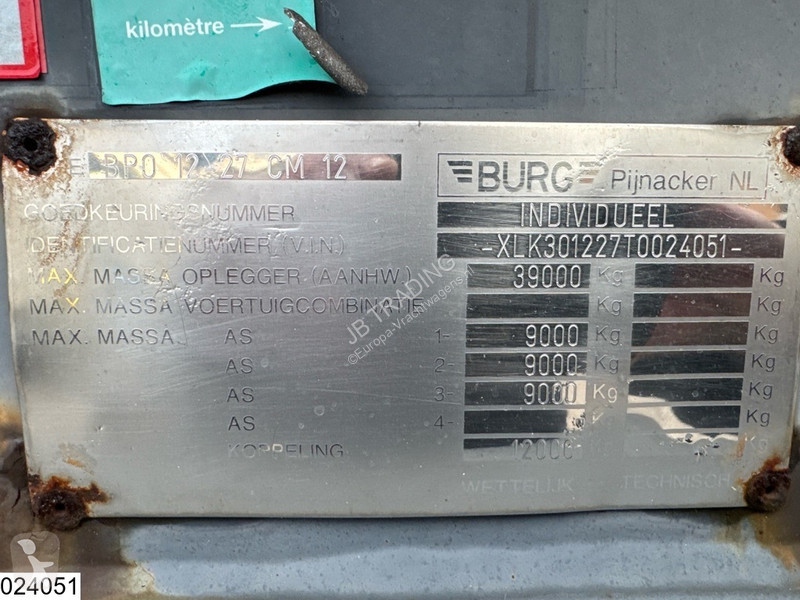 kilomètre
BPO 12 27 CM 12
BURG Pijnacker NL
GOEDKEURINGSNUMMER INDIVIDUEEL
IDENTIFICATIENUMMER (V.I.N.) -XLK301227T0024051-
MAX. MASSA OPLEGGER (AANHW.) 39000 Kg Kg
MAX. MASSA VOERTUIGCOMBINATIE Kg Kg
MAX. MASSA AS 1- 9000 Kg Kg
AS 2- 9000 Kg Kg
AS 3- 9000 Kg Kg
AS 4- Kg Kg
KOPPELING 12000 Kg
WETTELIJK TECHNISCH
JB TRADING
©Europa-Vrachtwagens.nl
024051